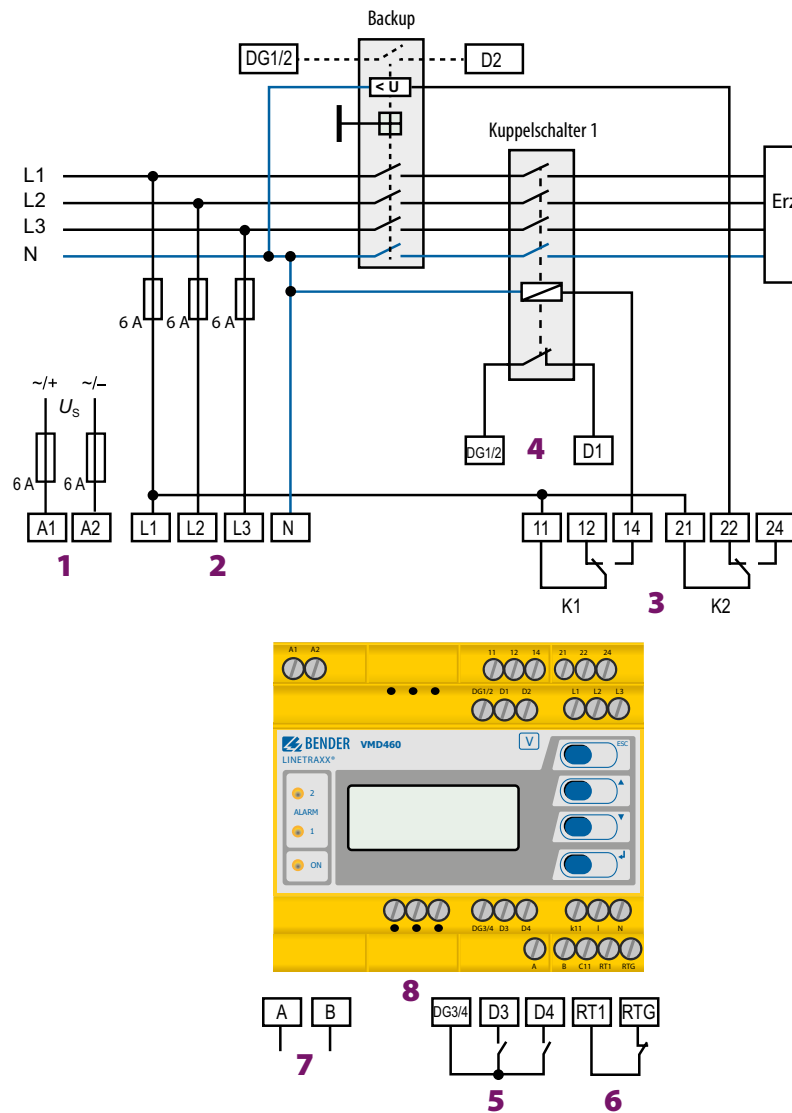 Backup
DG1/2
D2
< U
Kuppelschalter 1
L1
L2
L3
N
Erz
6 A
6 A
6 A
~/+
~/–
U_S
6 A
6 A
DG1/2
4
D1
A1
A2
L1
L2
L3
N
11
12
14
21
22
24
1
2
K1
3
K2
A1
A2
11
12
14
21
22
24
DG1/2
D1
D2
L1
L2
L3
BENDER
VMD460
LINETRAXX®
V
ESC
2
ALARM
1
ON
DG3/4
D3
D4
k11
l
N
A
B
C11
RT1
RTG
8
A
B
DG3/4
D3
D4
RT1
RTG
7
5
6